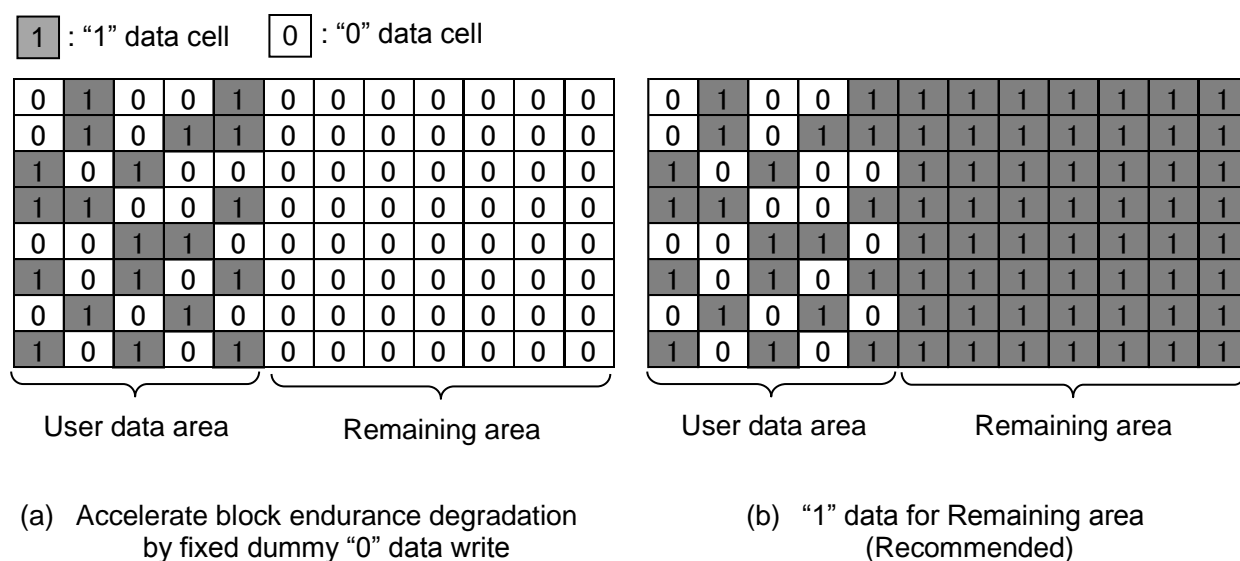 1 : “1” data cell 0 : “0” data cell
0 1 0 0 1 0 0 0 0 0 0 0 0 1 0 0 1 1 1 1 1 1 1 1
0 1 0 1 1 0 0 0 0 0 0 0 0 1 0 1 1 1 1 1 1 1 1 1
1 0 1 0 0 0 0 0 0 0 0 0 1 0 1 0 0 1 1 1 1 1 1 1
1 1 0 0 1 0 0 0 0 0 0 0 1 1 0 0 1 1 1 1 1 1 1 1
0 0 1 1 0 0 0 0 0 0 0 0 0 0 1 1 0 1 1 1 1 1 1 1
1 0 1 0 1 0 0 0 0 0 0 0 1 0 1 0 1 1 1 1 1 1 1 1
0 1 0 1 0 0 0 0 0 0 0 0 0 1 0 1 0 1 1 1 1 1 1 1
1 0 1 0 1 0 0 0 0 0 0 0 1 0 1 0 1 1 1 1 1 1 1 1
User data area Remaining area User data area Remaining area
(a) Accelerate block endurance degradation (b) “1” data for Remaining area
by fixed dummy “0” data write (Recommended)